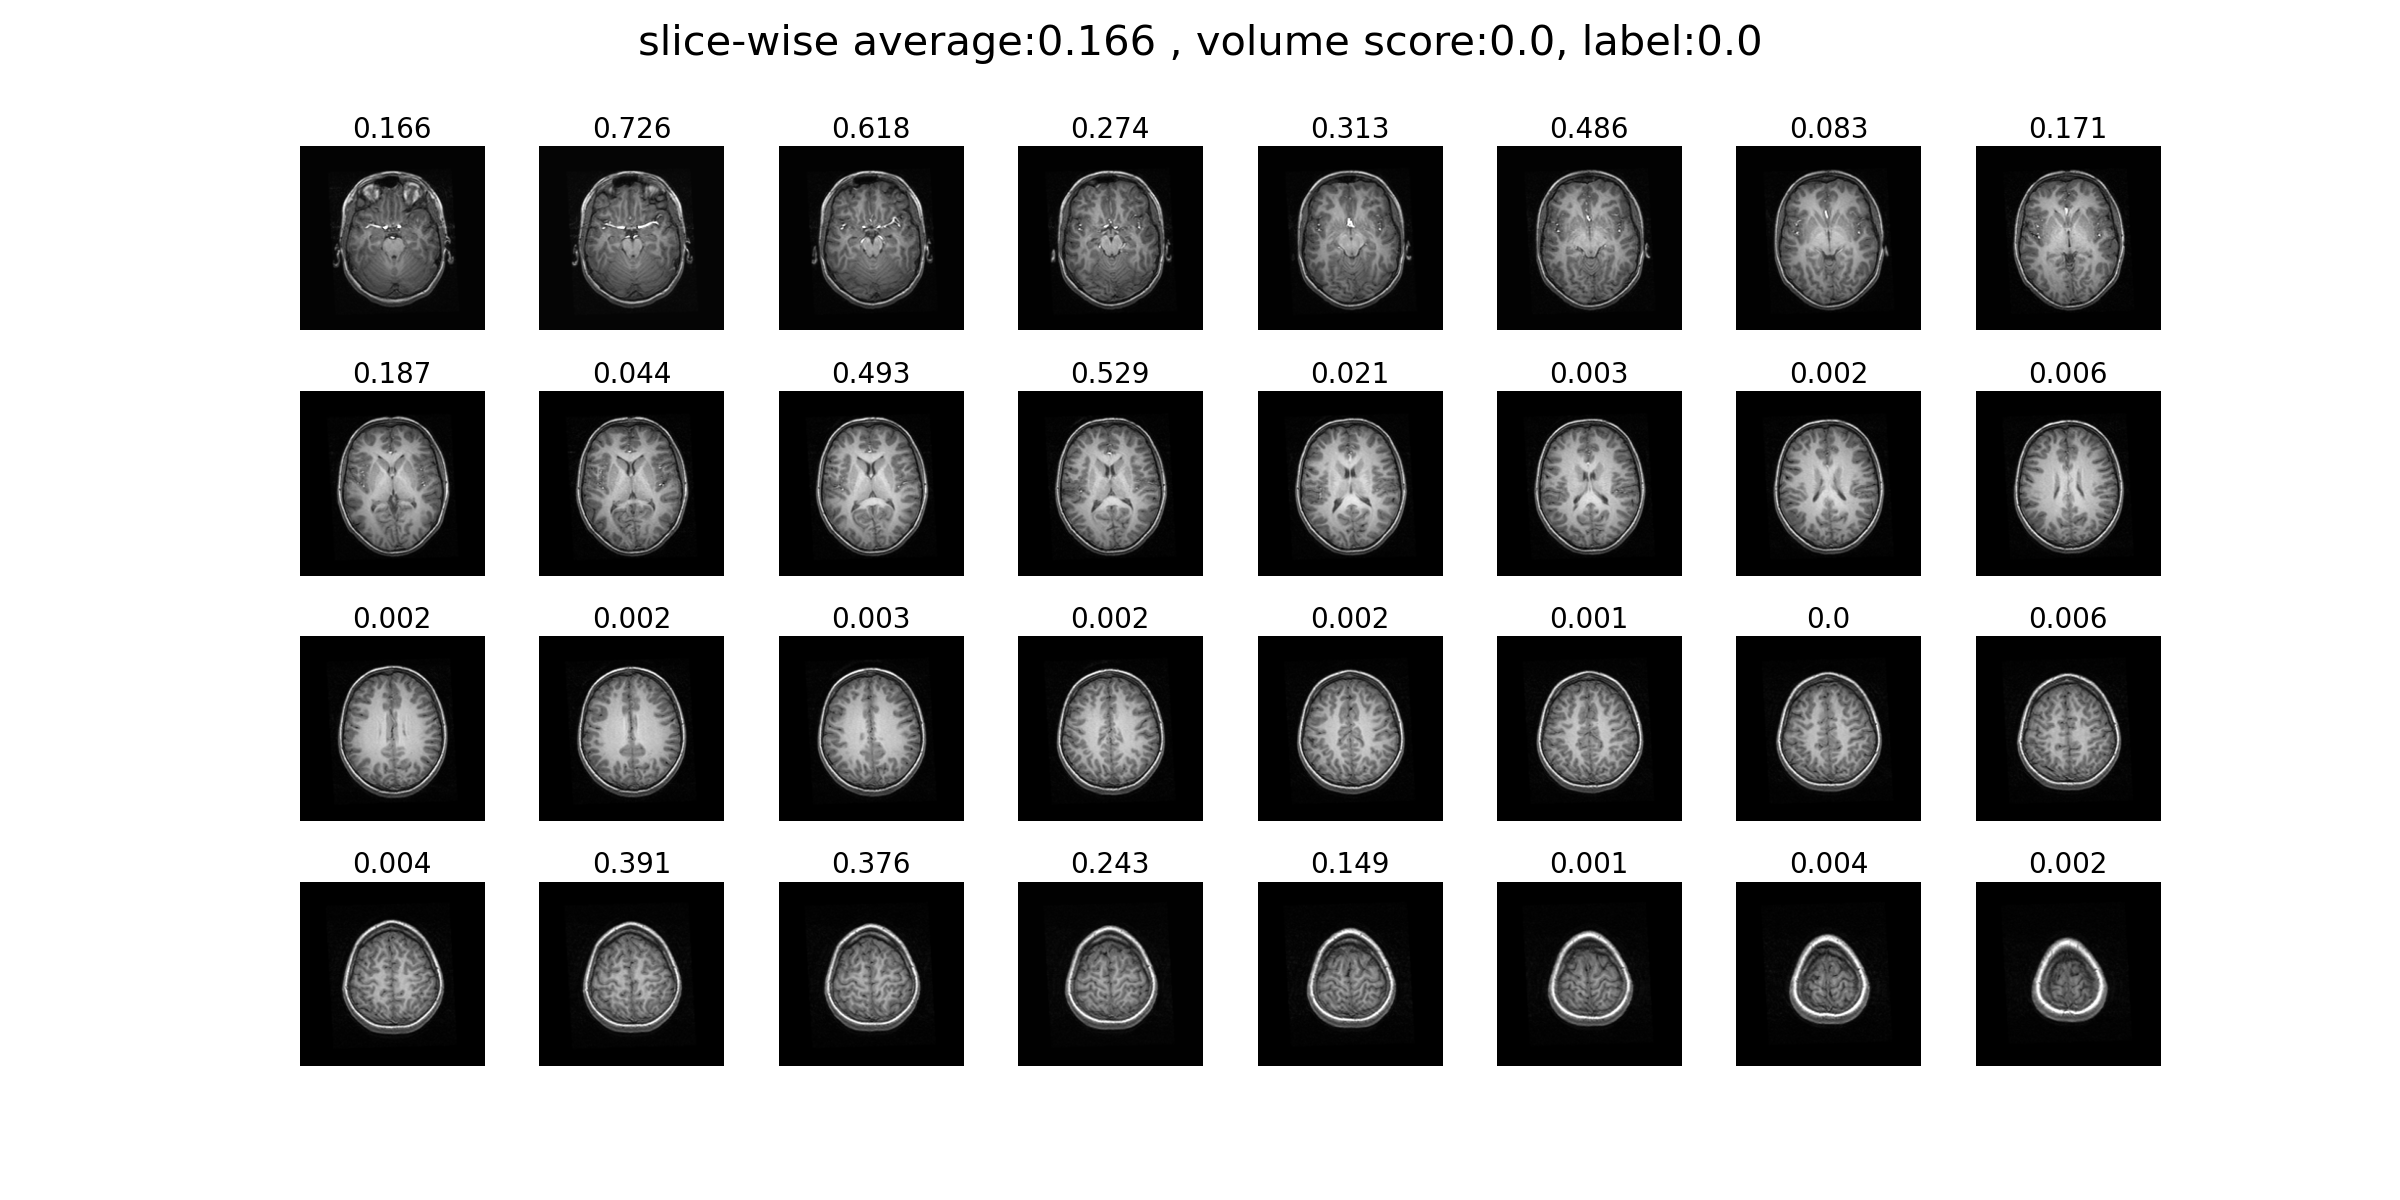 slice-wise average:0.166 , volume score:0.0, label:0.0
0.166 0.726 0.618 0.274 0.313 0.486 0.083 0.171
0.187 0.044 0.493 0.529 0.021 0.003 0.002 0.006
0.002 0.002 0.003 0.002 0.002 0.001 0.0 0.006
0.004 0.391 0.376 0.243 0.149 0.001 0.004 0.002